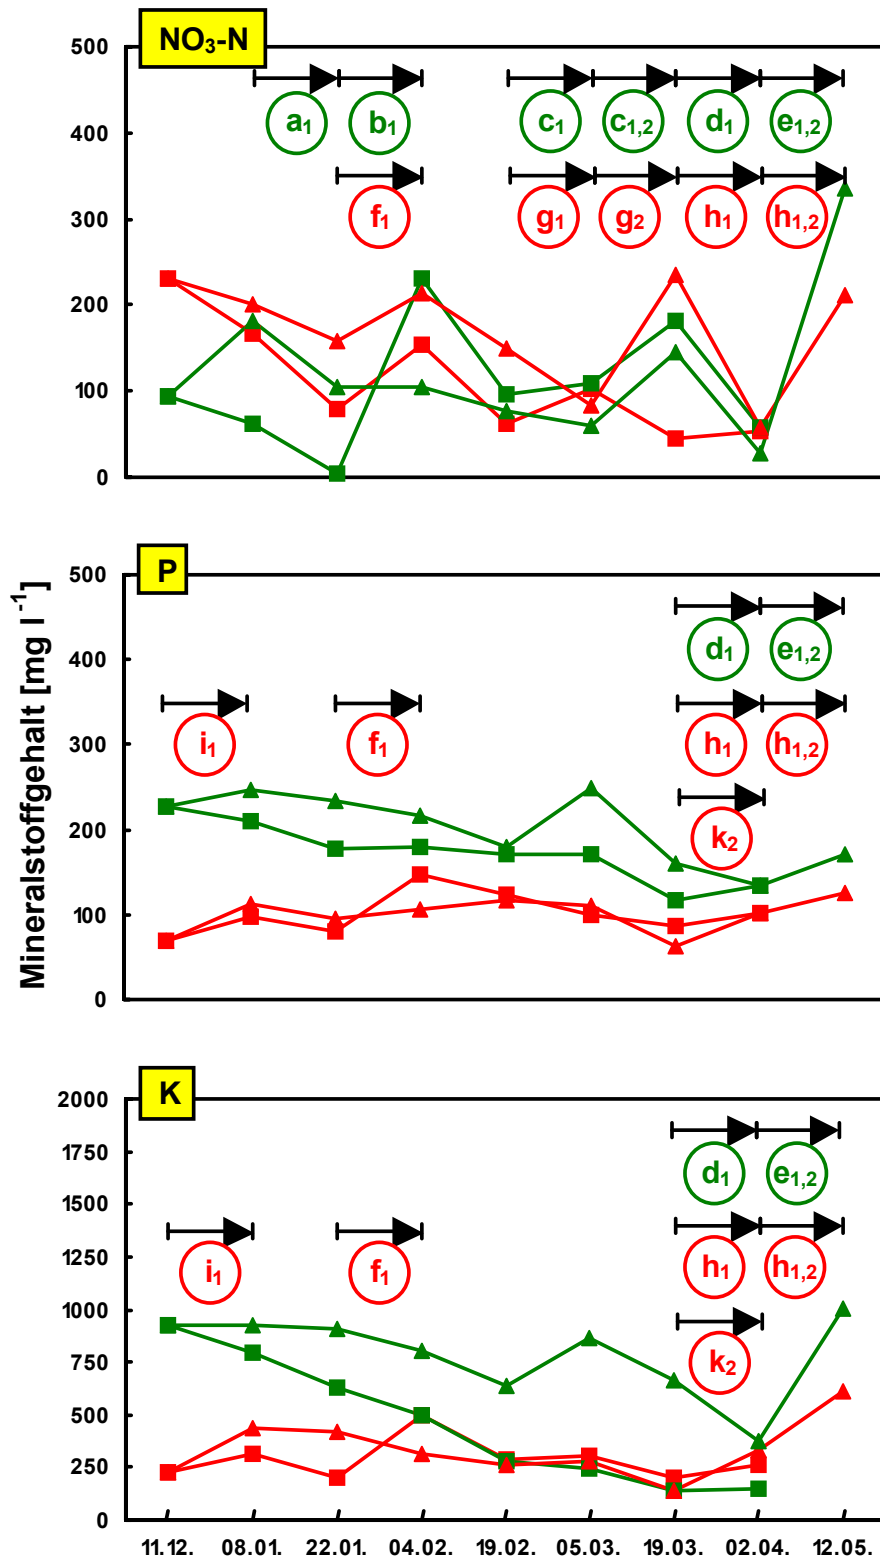 NO₃-N
500
400
300
200
100
0
a₁ b₁ c₁ c₁,₂ d₁ e₁,₂
f₁ g₁ g₂ h₁ h₁,₂
Mineralstoffgehalt [mg l⁻¹]
P
500
400
300
200
100
0
d₁ e₁,₂
i₁ f₁ h₁ h₁,₂
k₂
K
2000
1750
1500
1250
1000
750
500
250
0
d₁ e₁,₂
i₁ f₁ h₁ h₁,₂
k₂
11.12. 08.01. 22.01. 04.02. 19.02. 05.03. 19.03. 02.04. 12.05.